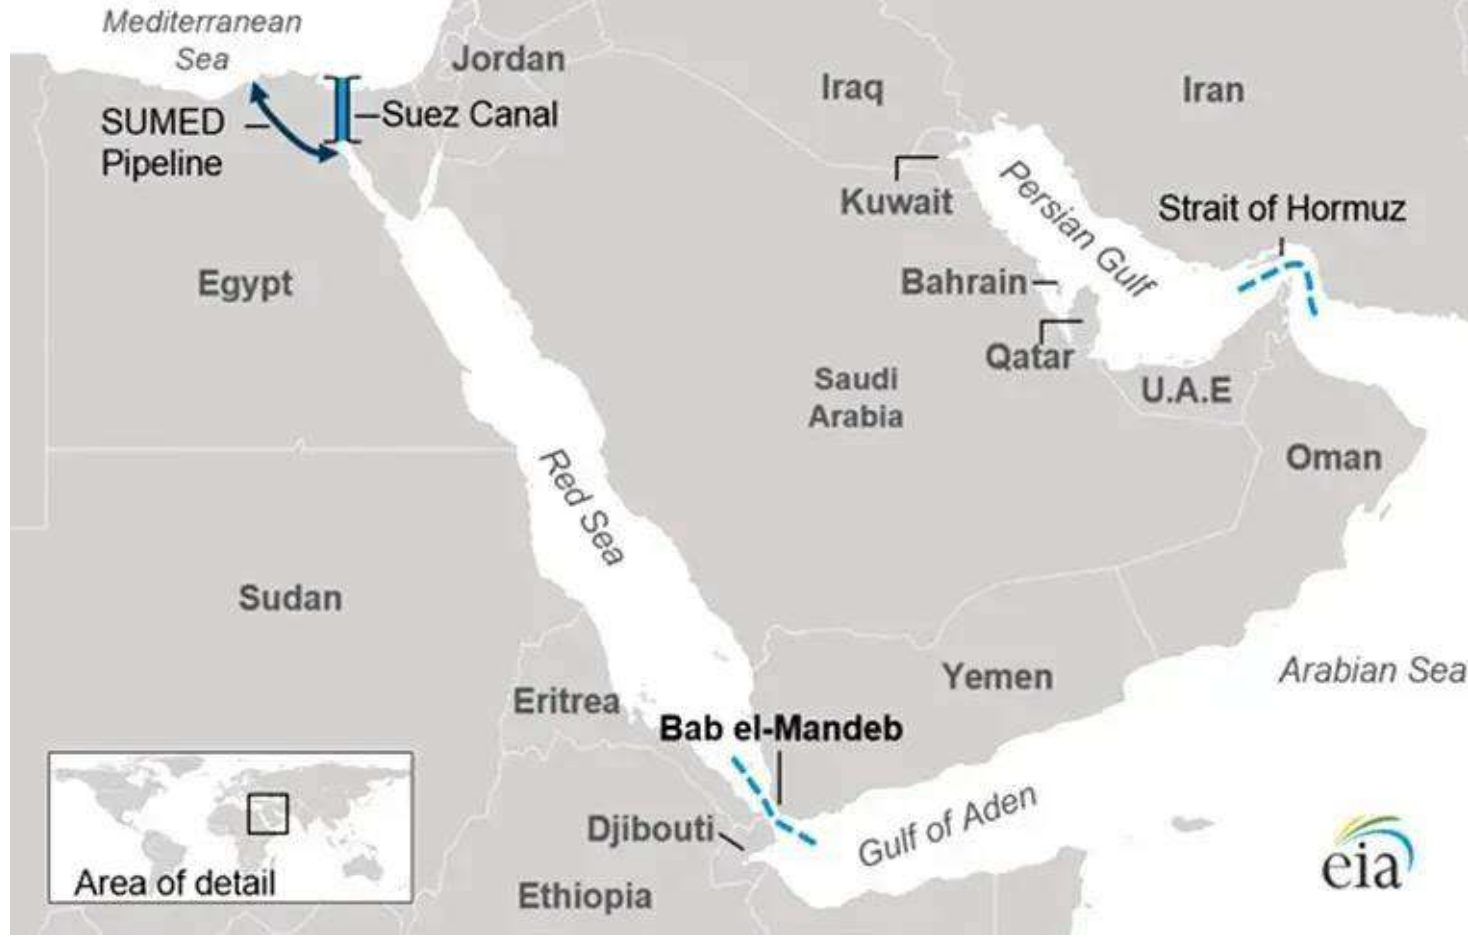 Mediterranean
Sea
Jordan
Iraq
Iran
SUMED
Pipeline
Suez Canal
Kuwait
Persian Gulf
Strait of Hormuz
Egypt
Bahrain
Qatar
Saudi
Arabia
U.A.E
Oman
Red Sea
Sudan
Eritrea
Yemen
Arabian Sea
Bab el-Mandeb
Djibouti
Gulf of Aden
Ethiopia
Area of detail
eia